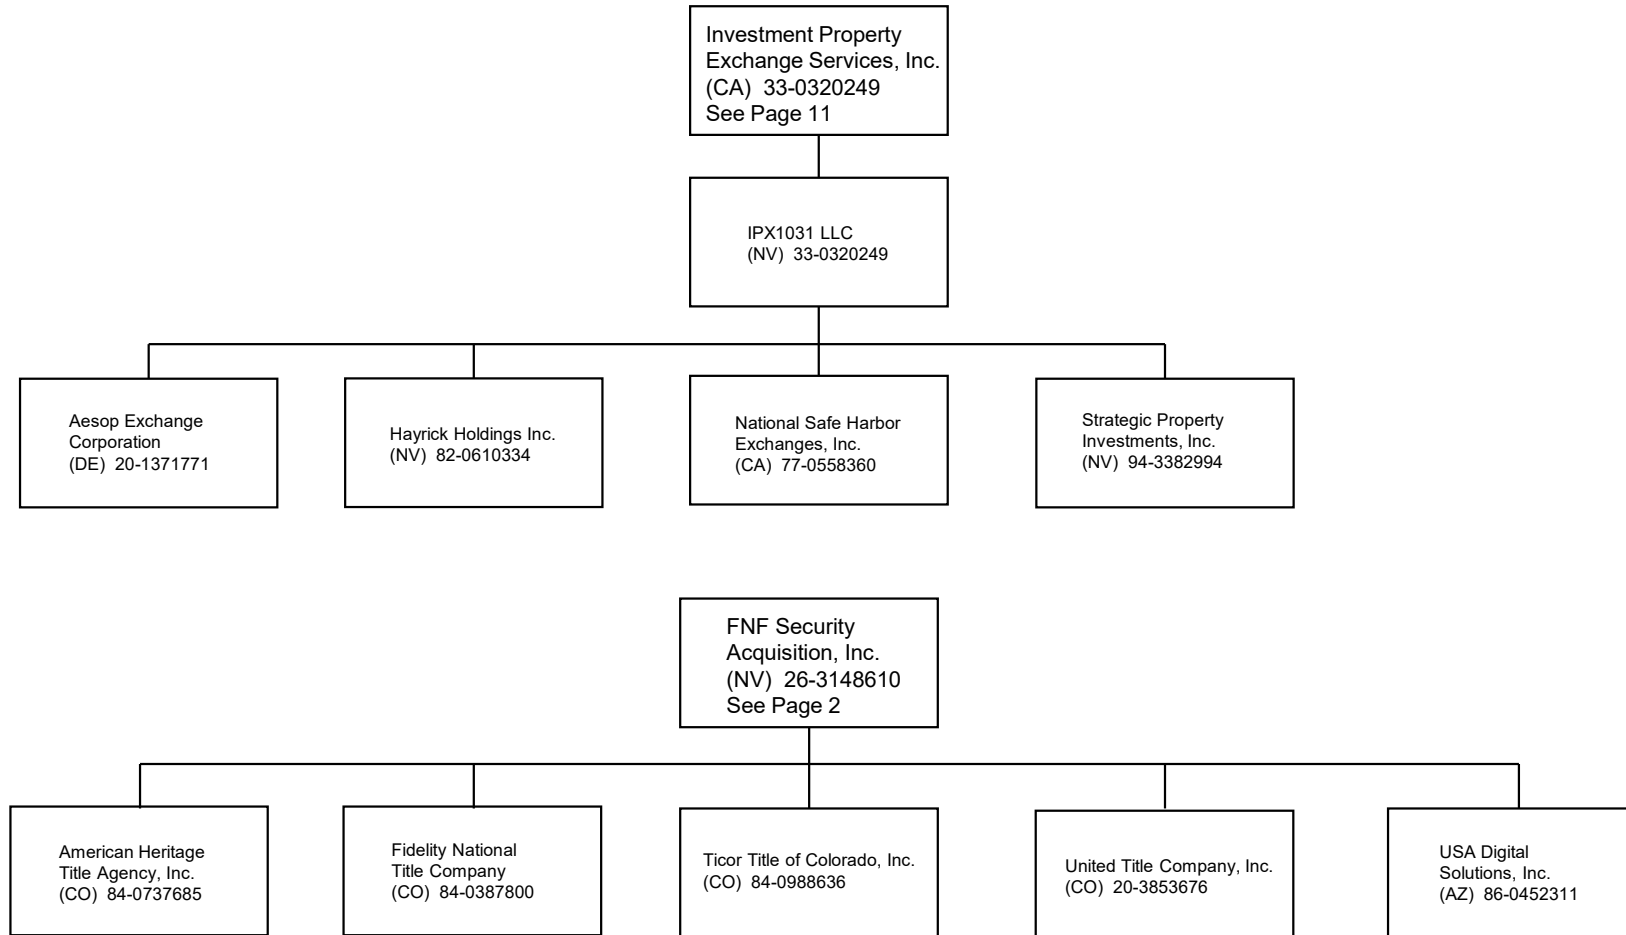 Investment Property
Exchange Services, Inc.
(CA) 33-0320249
See Page 11
IPX1031 LLC
(NV) 33-0320249
Aesop Exchange
Corporation
(DE) 20-1371771
Hayrick Holdings Inc.
(NV) 82-0610334
National Safe Harbor
Exchanges, Inc.
(CA) 77-0558360
Strategic Property
Investments, Inc.
(NV) 94-3382994
FNF Security
Acquisition, Inc.
(NV) 26-3148610
See Page 2
American Heritage
Title Agency, Inc.
(CO) 84-0737685
Fidelity National
Title Company
(CO) 84-0387800
Ticor Title of Colorado, Inc.
(CO) 84-0988636
United Title Company, Inc.
(CO) 20-3853676
USA Digital
Solutions, Inc.
(AZ) 86-0452311